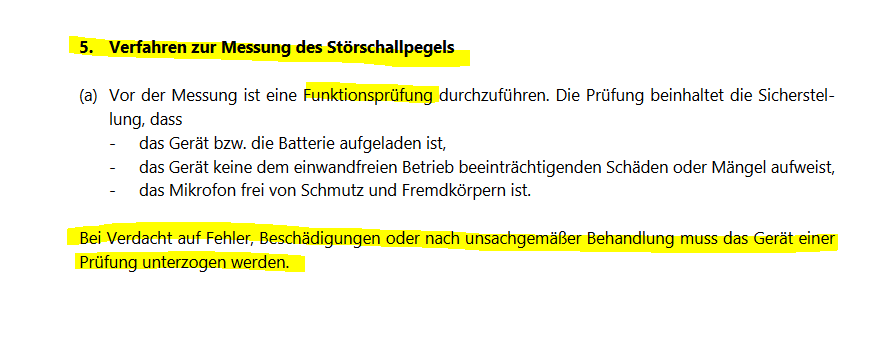 5. Verfahren zur Messung des Störschallpegels
(a) Vor der Messung ist eine Funktionsprüfung durchzuführen. Die Prüfung beinhaltet die Sicherstel-
lung, dass
- das Gerät bzw. die Batterie aufgeladen ist,
- das Gerät keine dem einwandfreien Betrieb beeinträchtigenden Schäden oder Mängel aufweist,
- das Mikrofon frei von Schmutz und Fremdkörpern ist.
Bei Verdacht auf Fehler, Beschädigungen oder nach unsachgemäßer Behandlung muss das Gerät einer
Prüfung unterzogen werden.